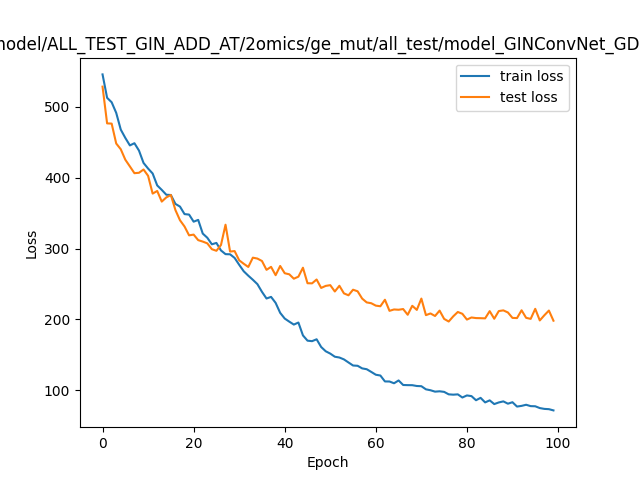 model/ALL_TEST_GIN_ADD_AT/2omics/ge_mut/all_test/model_GINConvNet_GD
train loss
test loss
500
400
300
200
100
Loss
0
20
40
60
80
100
Epoch